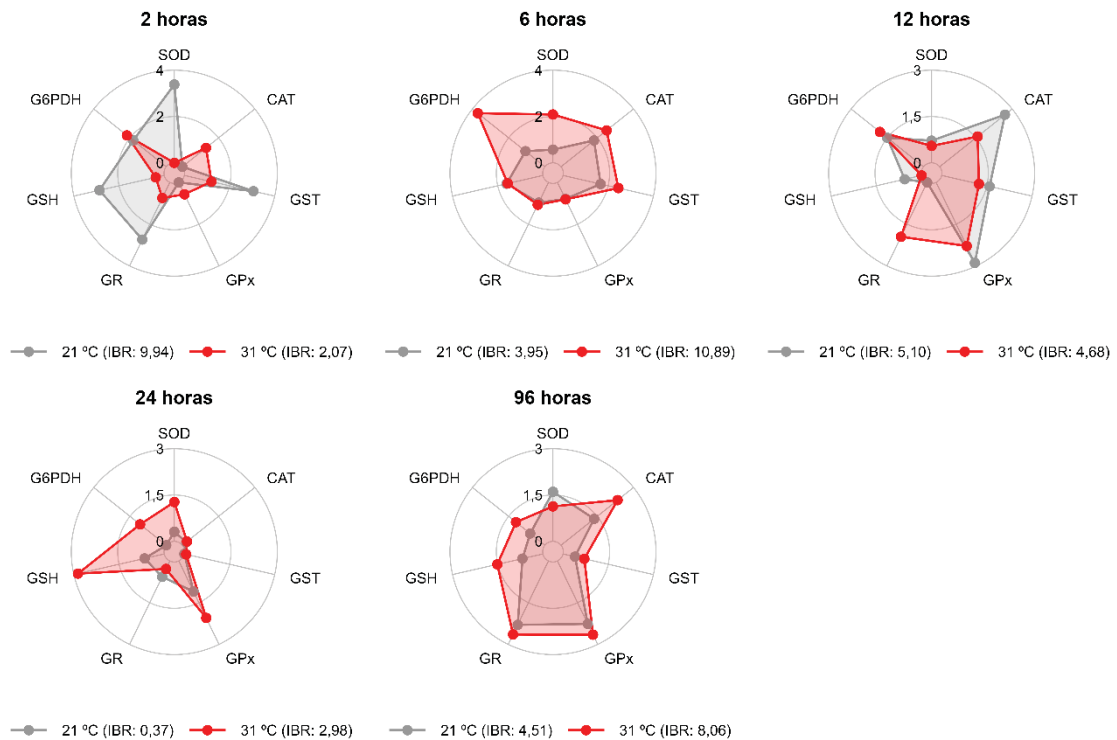 2 horas
SOD
4
2
0
CAT
GST
GPx
GR
GSH
G6PDH
21 ºC (IBR: 9,94) 31 ºC (IBR: 2,07)
6 horas
SOD
4
2
0
CAT
GST
GPx
GR
GSH
G6PDH
21 ºC (IBR: 3,95) 31 ºC (IBR: 10,89)
12 horas
SOD
3
1,5
0
CAT
GST
GPx
GR
GSH
G6PDH
21 ºC (IBR: 5,10) 31 ºC (IBR: 4,68)
24 horas
SOD
3
1,5
0
CAT
GST
GPx
GR
GSH
G6PDH
21 ºC (IBR: 0,37) 31 ºC (IBR: 2,98)
96 horas
SOD
3
1,5
0
CAT
GST
GPx
GR
GSH
G6PDH
21 ºC (IBR: 4,51) 31 ºC (IBR: 8,06)